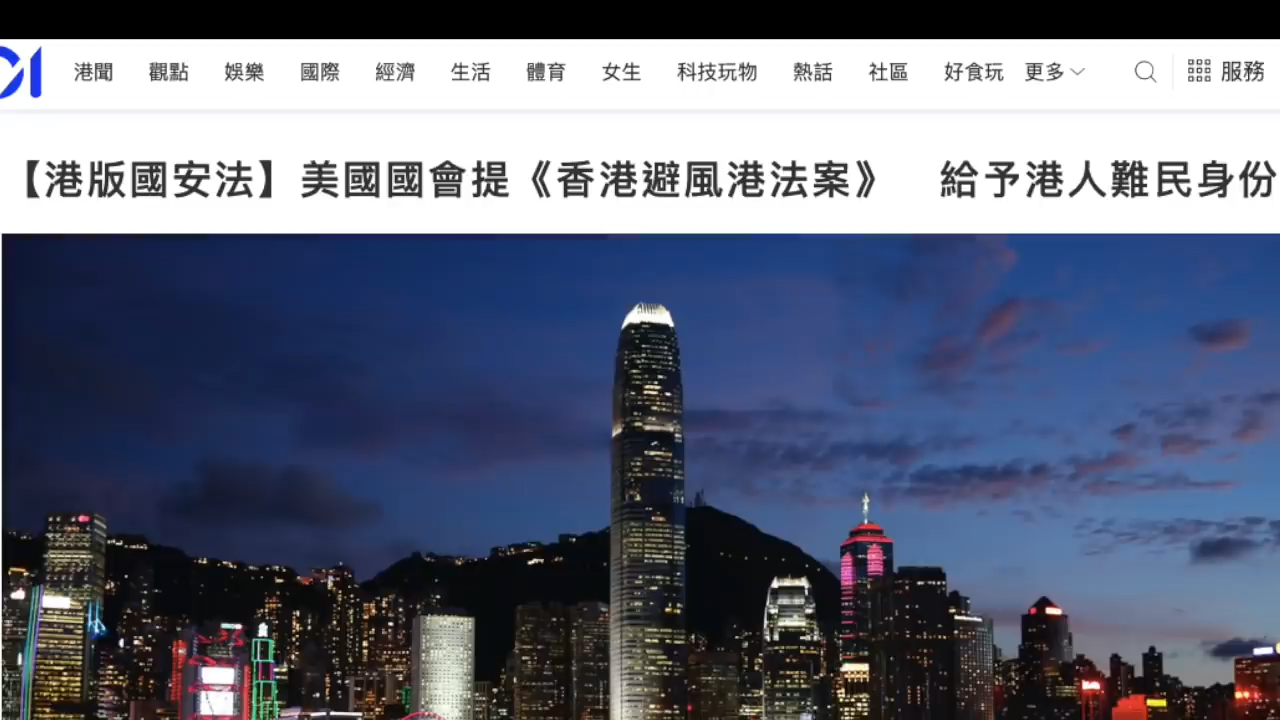 01
港聞 觀點 娛樂 國際 經濟 生活 體育 女生 科技玩物 熱話 社區 好食玩 更多 服務
【港版國安法】美國國會提《香港避風港法案》 給予港人難民身份